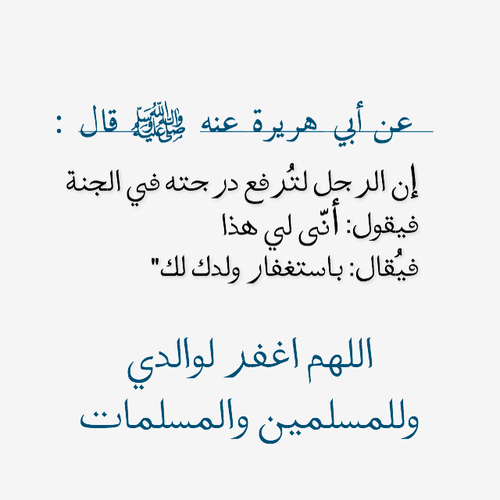 عن أبي هريرة عنه ﷺ قال :
إن الرجل لتُرفع درجته في الجنة
فيقول: أنّى لي هذا
فيُقال: باستغفار ولدك لك"
اللهم اغفر لوالدي
وللمسلمين والمسلمات